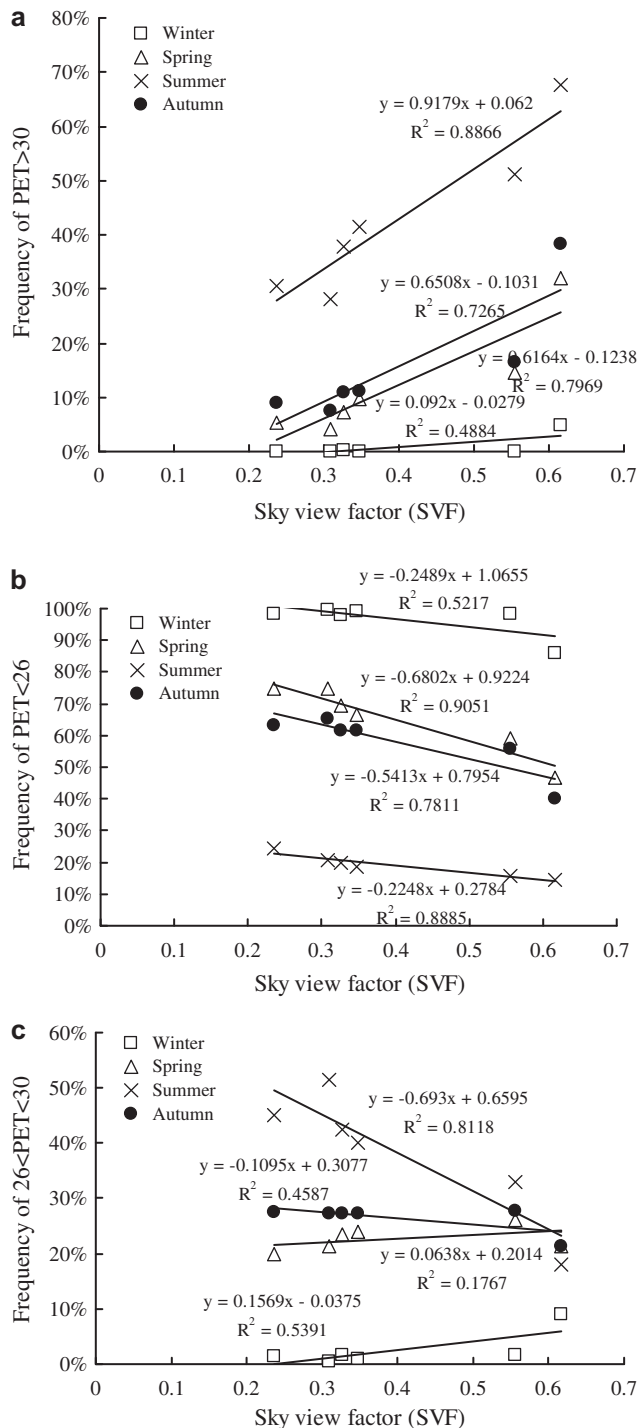 a
80%
70%
60%
50%
40%
30%
20%
10%
0%
Frequency of PET>30
Winter
Spring
Summer
Autumn
y = 0.9179x + 0.062
R² = 0.8866
y = 0.6508x - 0.1031
R² = 0.7265
y = 0.6164x - 0.1238
R² = 0.7969
y = 0.092x - 0.0279
R² = 0.4884
0 0.1 0.2 0.3 0.4 0.5 0.6 0.7
Sky view factor (SVF)
b
100%
90%
80%
70%
60%
50%
40%
30%
20%
10%
0%
Frequency of PET<26
Winter
Spring
Summer
Autumn
y = -0.2489x + 1.0655
R² = 0.5217
y = -0.6802x + 0.9224
R² = 0.9051
y = -0.5413x + 0.7954
R² = 0.7811
y = -0.2248x + 0.2784
R² = 0.8885
0 0.1 0.2 0.3 0.4 0.5 0.6 0.7
Sky view factor (SVF)
c
60%
50%
40%
30%
20%
10%
0%
Frequency of 26<PET<30
Winter
Spring
Summer
Autumn
y = -0.693x + 0.6595
R² = 0.8118
y = -0.1095x + 0.3077
R² = 0.4587
y = 0.0638x + 0.2014
R² = 0.1767
y = 0.1569x - 0.0375
R² = 0.5391
0 0.1 0.2 0.3 0.4 0.5 0.6 0.7
Sky view factor (SVF)